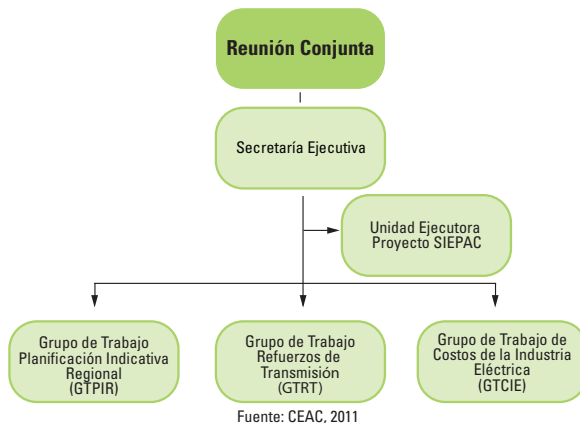 Reunión Conjunta
Secretaría Ejecutiva
Unidad Ejecutora
Proyecto SIEPAC
Grupo de Trabajo
Planificación Indicativa
Regional
(GTPIR)
Grupo de Trabajo
Refuerzos de
Transmisión
(GTRT)
Grupo de Trabajo de
Costos de la Industria
Eléctrica
(GTCIE)
Fuente: CEAC, 2011